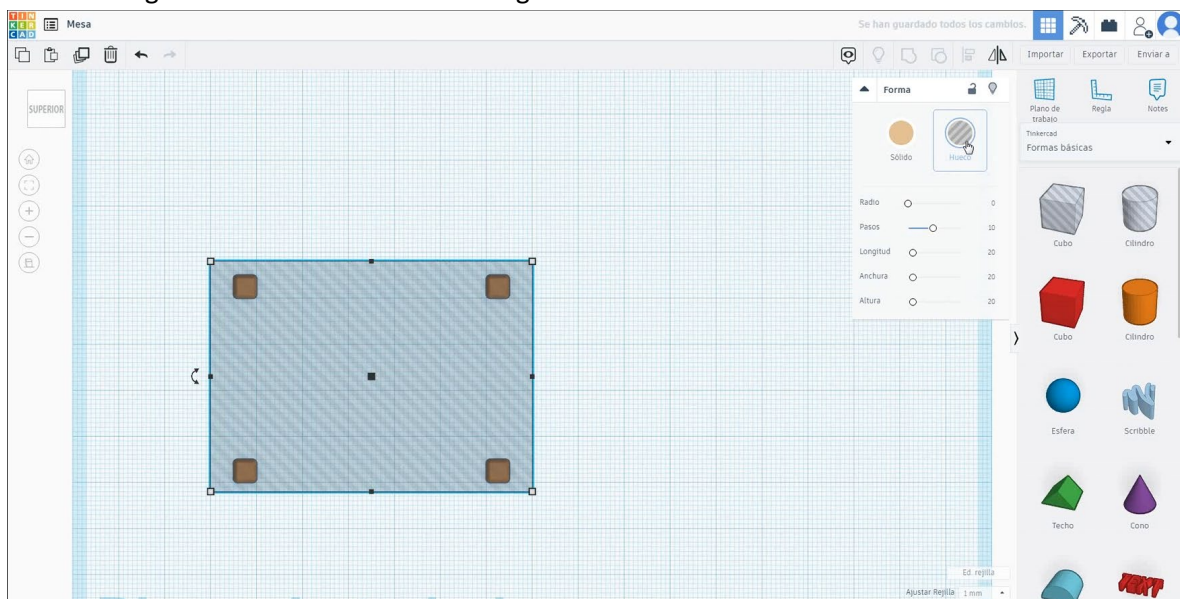 TIN
KER
CAD
Mesa
Se han guardado todos los cambios.
Importar
Exportar
Enviar a
SUPERIOR
Forma
Sólido
Hueco
Radio 0
Pasos 10
Longitud 20
Anchura 20
Altura 20
Plano de
trabajo
Regla
Notes
Tinkercad
Formas básicas
Cubo
Cilindro
Cubo
Cilindro
Esfera
Scribble
Techo
Cono
TEXT
Ed. rejilla
Ajustar Rejilla 1 mm